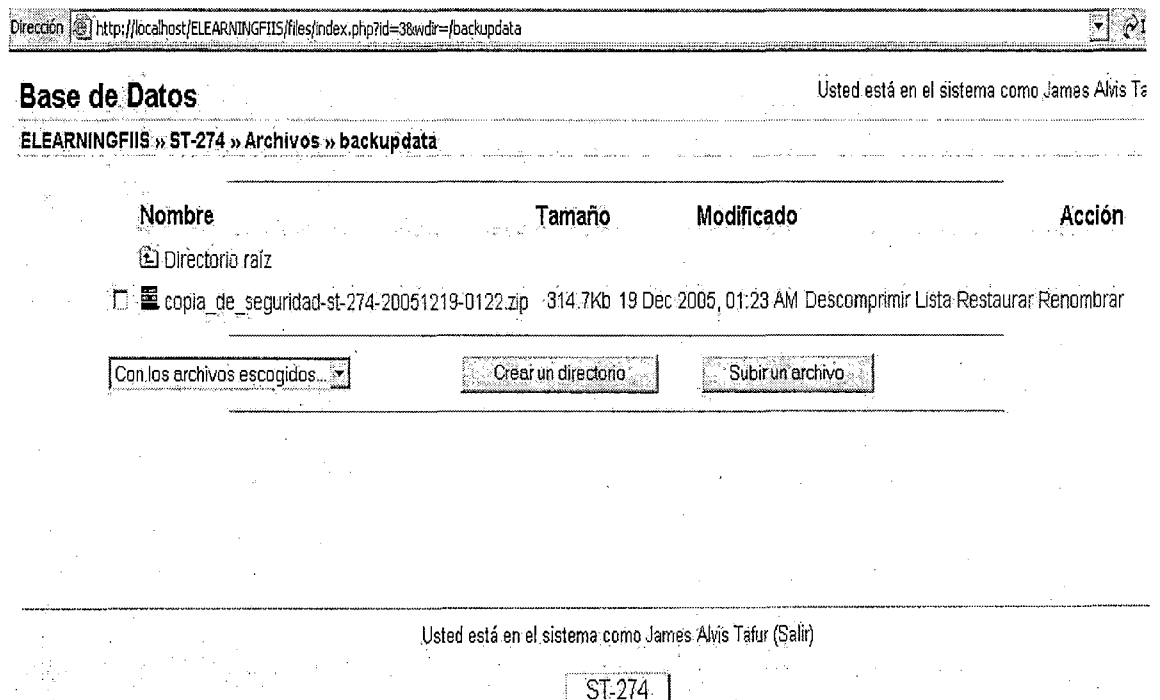 Dirección http://localhost/ELEARNINGFIIS/files/index.php?id=3&wdir=/backupdata
Base de Datos
Usted está en el sistema como James Alvis Ta
ELEARNINGFIIS » ST-274 » Archivos » backupdata
Nombre Tamaño Modificado Acción
Directorio raíz
copia_de_seguridad-st-274-20051219-0122.zip 314.7Kb 19 Dec 2005, 01:23 AM Descomprimir Lista Restaurar Renombrar
Con los archivos escogidos... Crear un directorio Subir un archivo
Usted está en el sistema como James Alvis Tafur (Salir)
ST-274